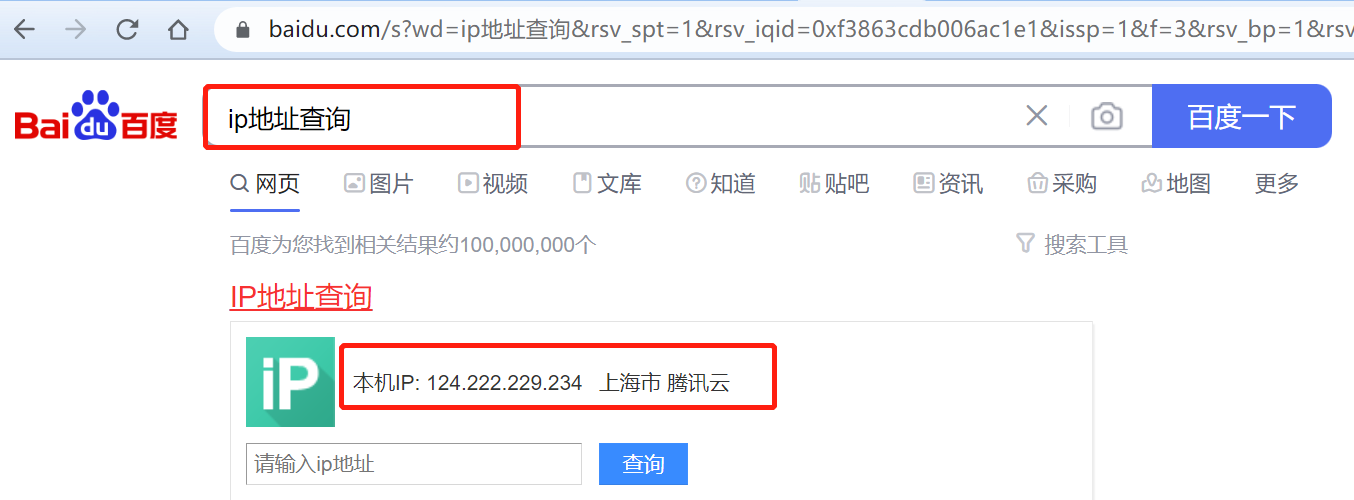 baidu.com/s?wd=ip地址查询&rsv_spt=1&rsv_iqid=0xf3863cdb006ac1e1&issp=1&f=3&rsv_bp=1&rsv
Baidu百度 ip地址查询 百度一下
网页 图片 视频 文库 知道 贴吧 资讯 采购 地图 更多
百度为您找到相关结果约100,000,000个 搜索工具
IP地址查询
iP 本机IP: 124.222.229.234 上海市 腾讯云
请输入ip地址 查询